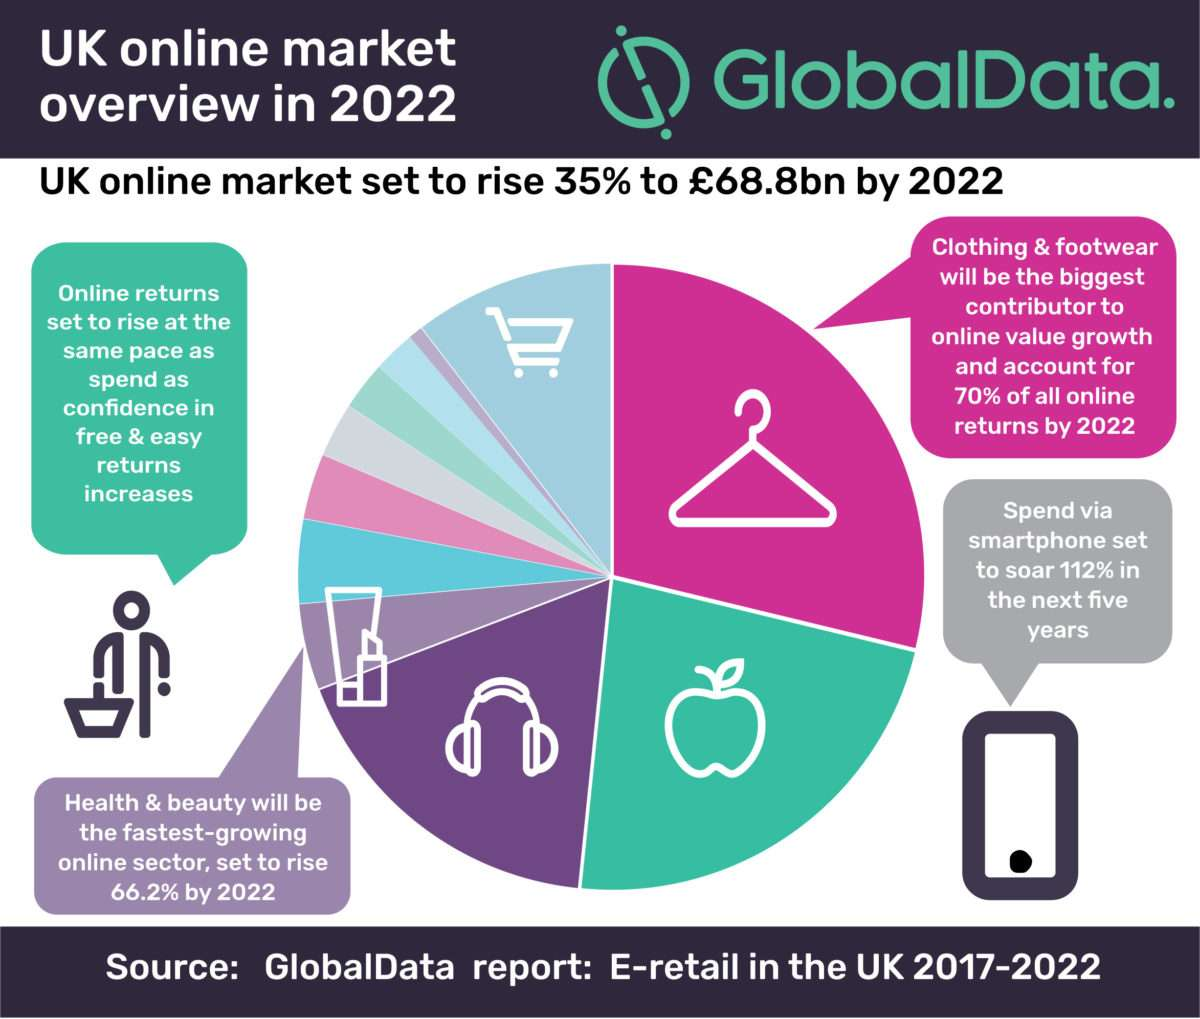 UK online market
overview in 2022
GlobalData.
UK online market set to rise 35% to £68.8bn by 2022
Online returns
set to rise at the
same pace as
spend as
confidence in
free & easy
returns
increases
Clothing & footwear
will be the biggest
contributor to
online value growth
and account for
70% of all online
returns by 2022
Spend via
smartphone set
to soar 112% in
the next five
years
Health & beauty will be
the fastest-growing
online sector, set to rise
66.2% by 2022
Source: GlobalData report: E-retail in the UK 2017-2022